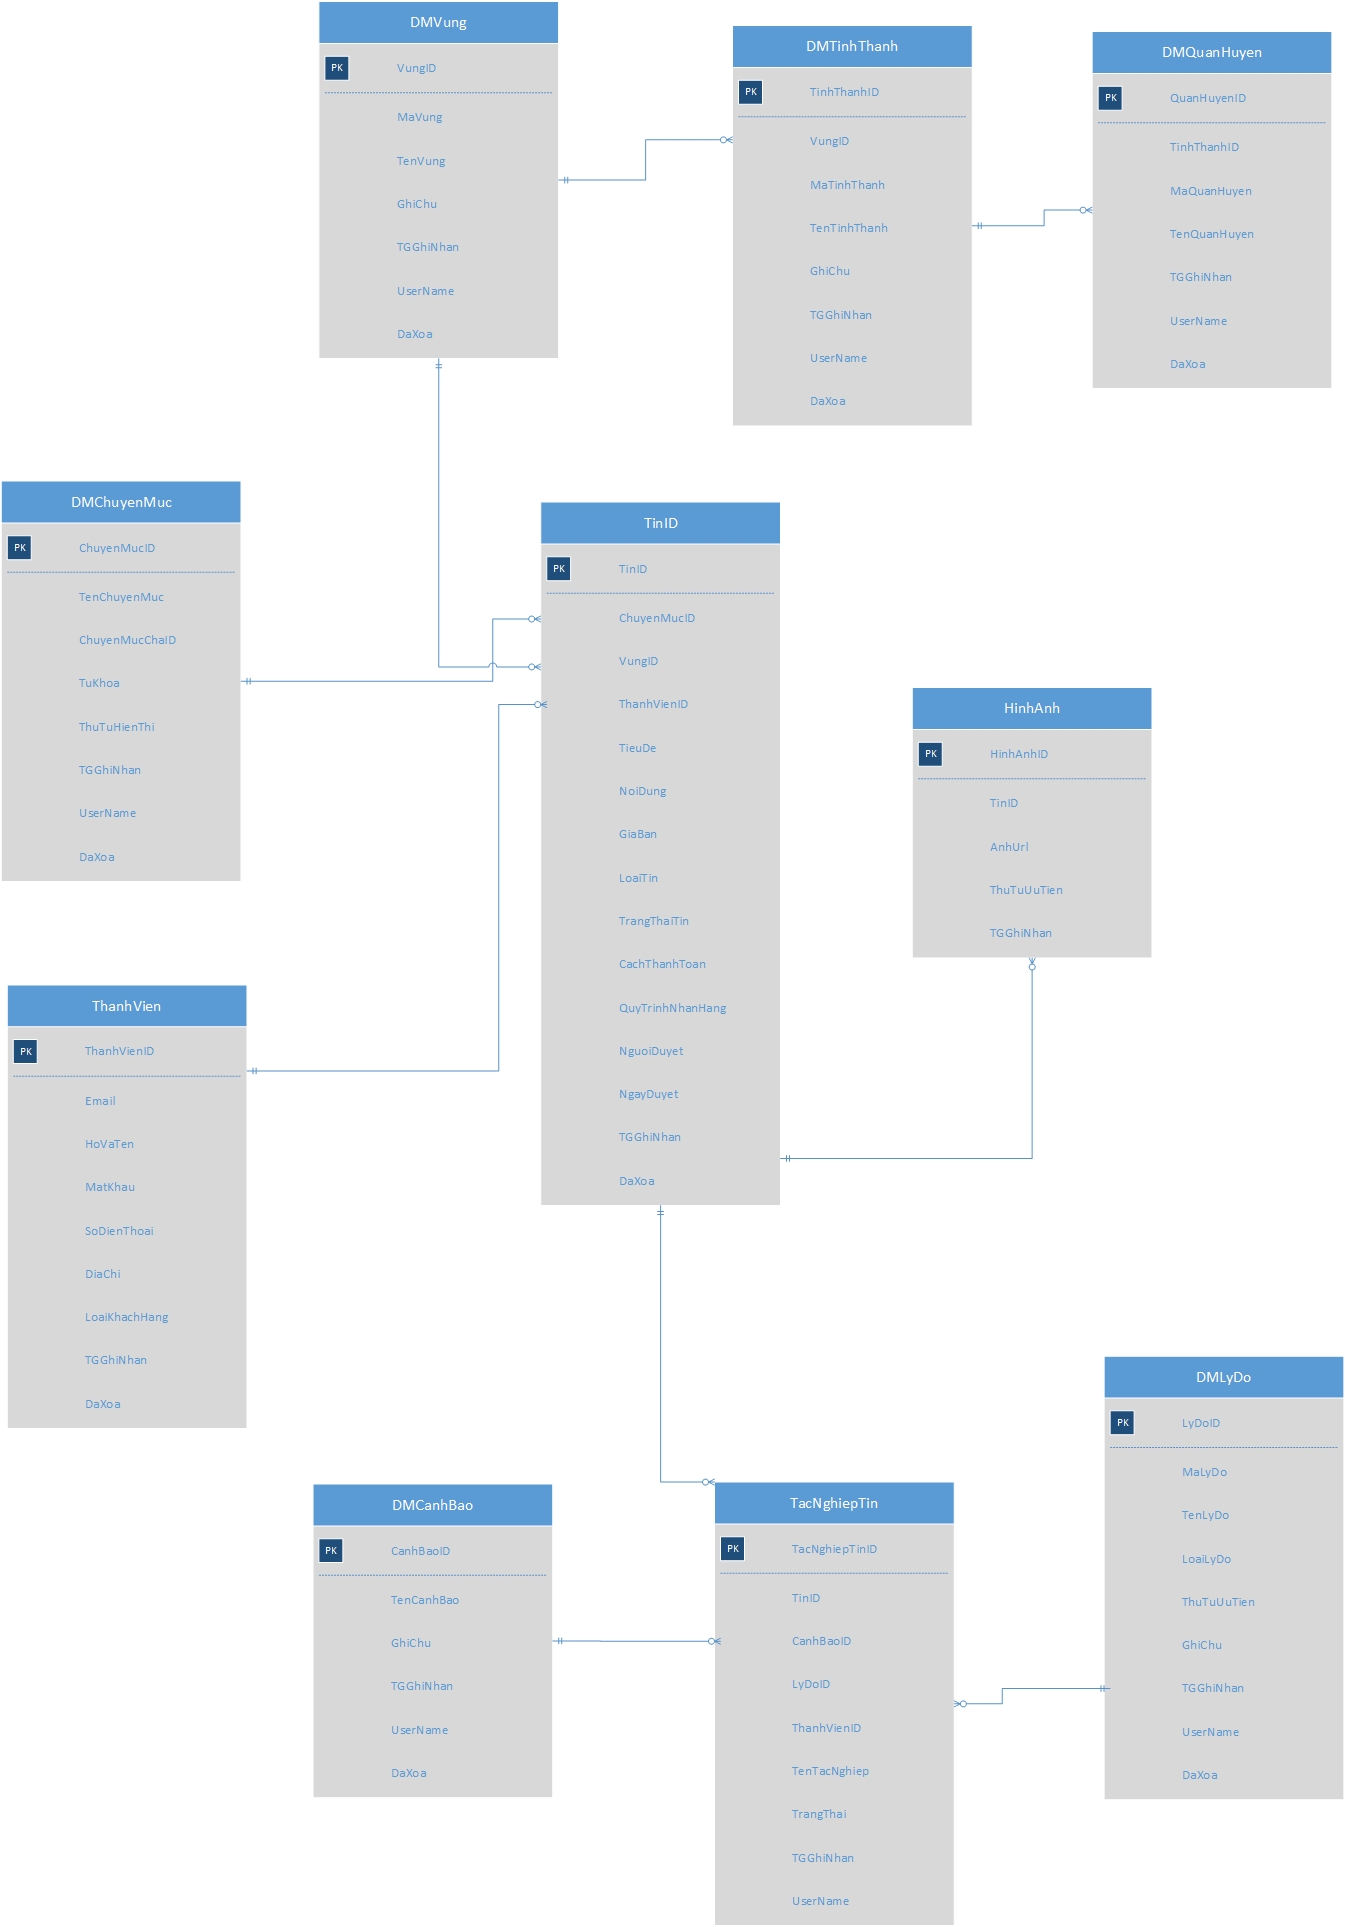 DMVung
PK VungID
MaVung
TenVung
GhiChu
TGGhiNhan
UserName
DaXoa
DMTinhThanh
PK TinhThanhID
VungID
MaTinhThanh
TenTinhThanh
GhiChu
TGGhiNhan
UserName
DaXoa
DMQuanHuyen
PK QuanHuyenID
TinhThanhID
MaQuanHuyen
TenQuanHuyen
TGGhiNhan
UserName
DaXoa
DMChuyenMuc
PK ChuyenMucID
TenChuyenMuc
ChuyenMucChaID
TuKhoa
ThuTuHienThi
TGGhiNhan
UserName
DaXoa
TinID
PK TinID
ChuyenMucID
VungID
ThanhVienID
TieuDe
NoiDung
GiaBan
LoaiTin
TrangThaiTin
CachThanhToan
QuyTrinhNhanHang
NguoiDuyet
NgayDuyet
TGGhiNhan
DaXoa
HinhAnh
PK HinhAnhID
TinID
AnhUrl
ThuTuUuTien
TGGhiNhan
ThanhVien
PK ThanhVienID
Email
HoVaTen
MatKhau
SoDienThoai
DiaChi
LoaiKhachHang
TGGhiNhan
DaXoa
DMLyDo
PK LyDoID
MaLyDo
TenLyDo
LoaiLyDo
ThuTuUuTien
GhiChu
TGGhiNhan
UserName
DaXoa
DMCanhBao
PK CanhBaoID
TenCanhBao
GhiChu
TGGhiNhan
UserName
DaXoa
TacNghiepTin
PK TacNghiepTinID
TinID
CanhBaoID
LyDoID
ThanhVienID
TenTacNghiep
TrangThai
TGGhiNhan
UserName